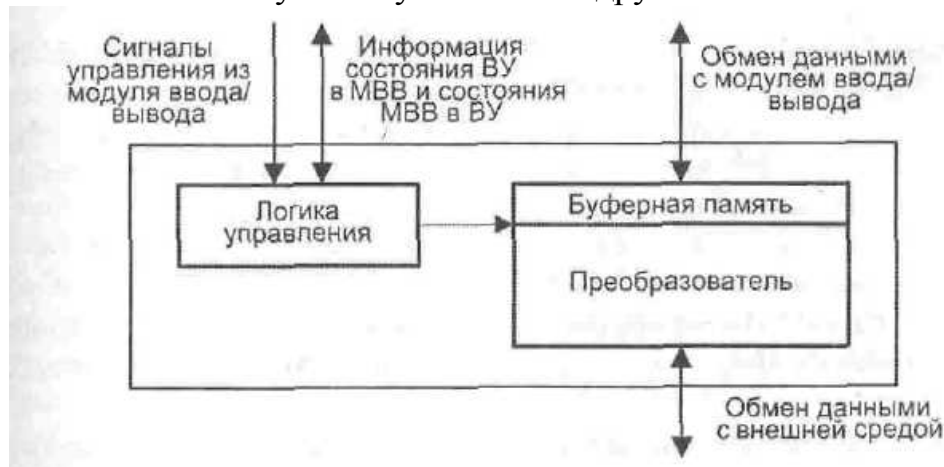 Сигналы
управления из
модуля ввода/
вывода
Информация
состояния ВУ
в МВВ и состояния
МВВ в ВУ
Обмен данными
с модулем ввода/
вывода
Логика
управления
Буферная память
Преобразователь
Обмен данными
с внешней средой